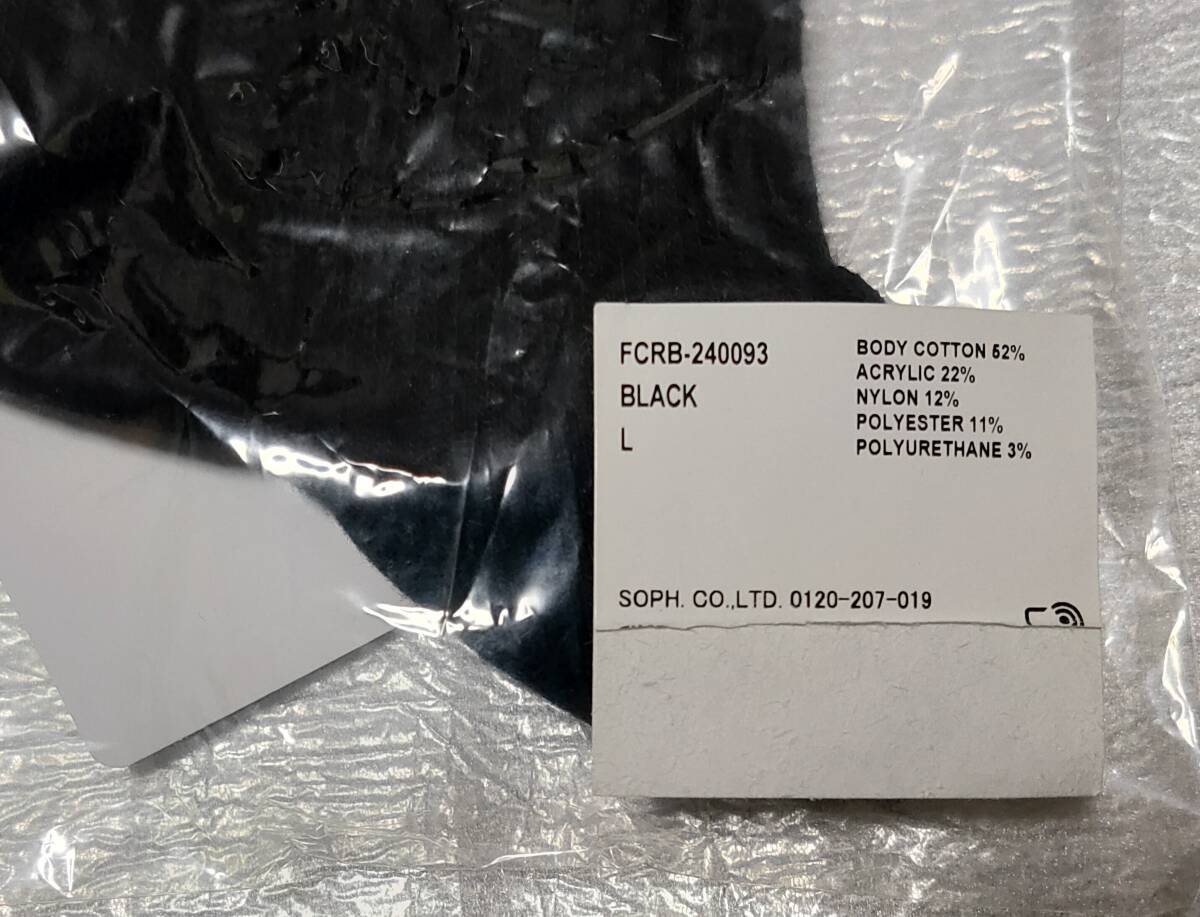 FCRB-240093
BLACK
L
BODY COTTON 52%
ACRYLIC 22%
NYLON 12%
POLYESTER 11%
POLYURETHANE 3%
SOPH. CO.,LTD. 0120-207-019